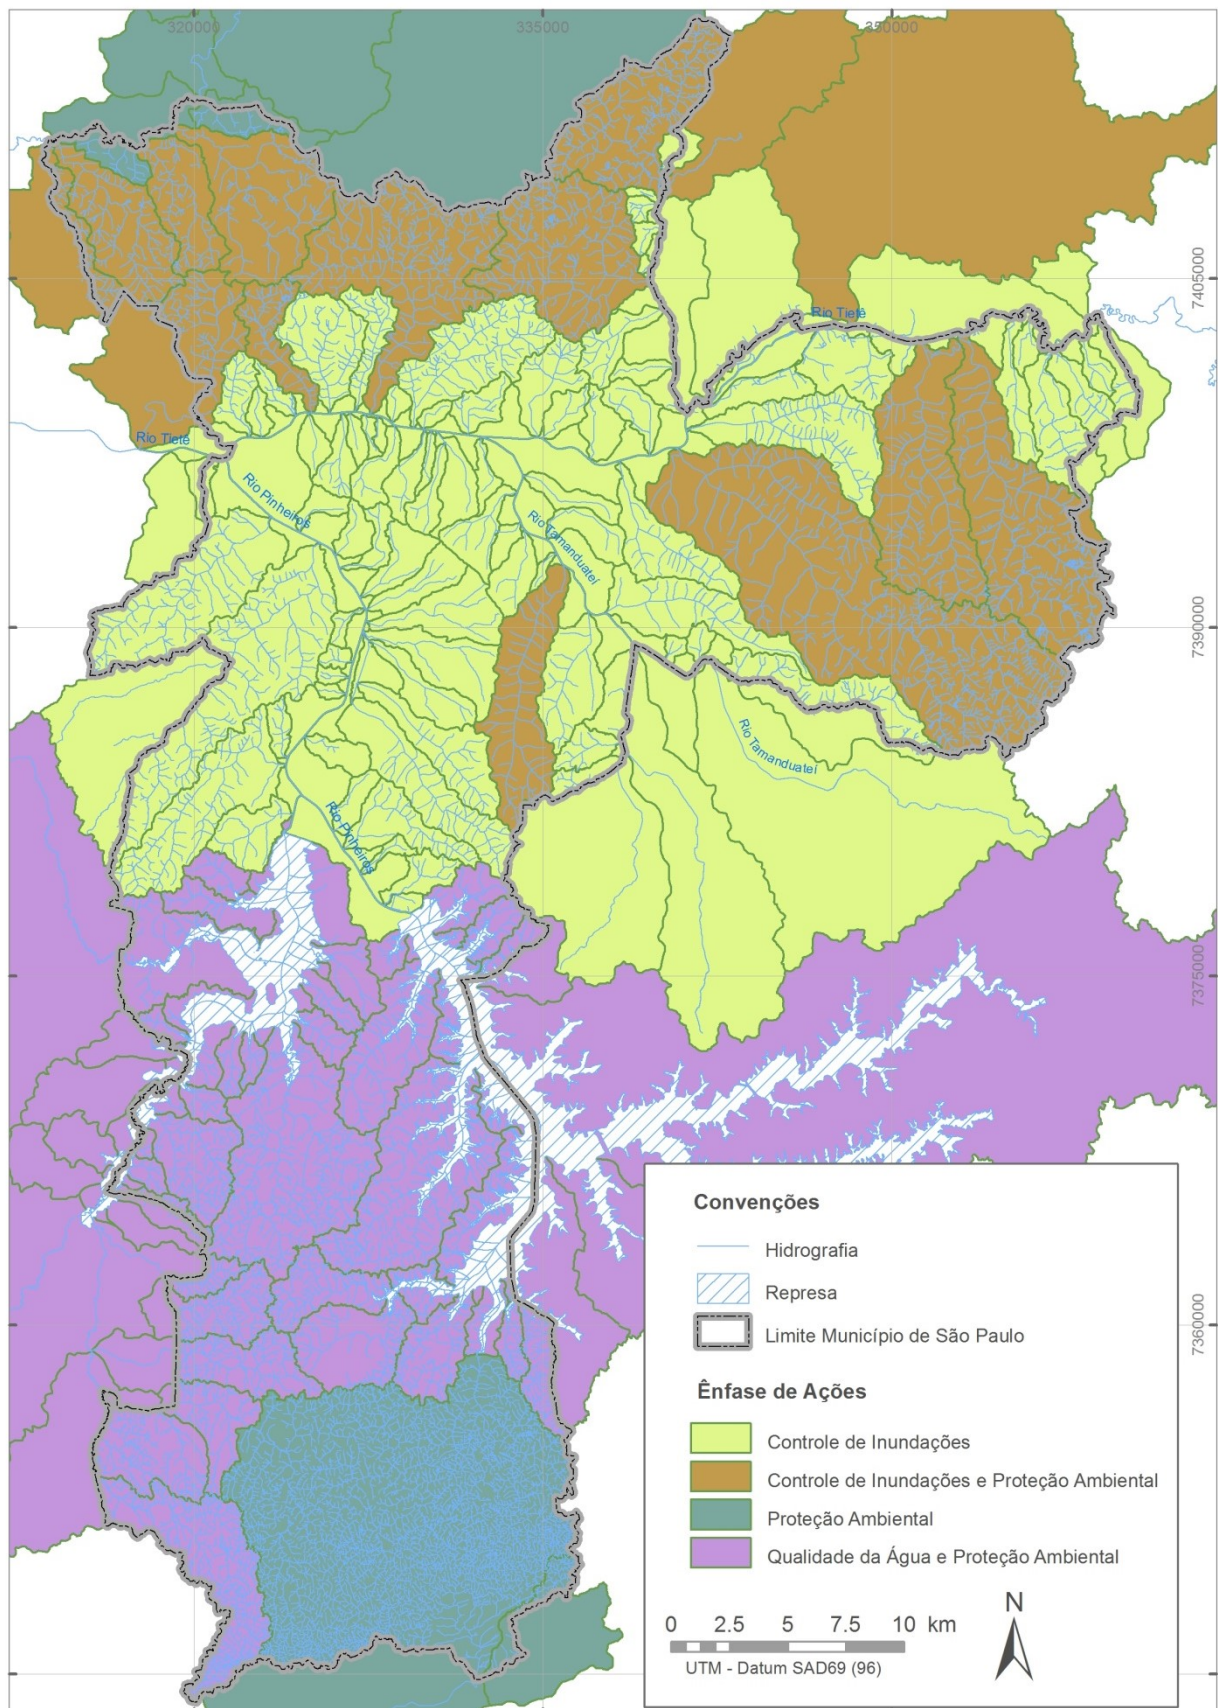 320000
335000
350000
7405000
Rio Tietê
Rio Tietê
Rio Pinheiros
Rio Tamanduateí
7390000
Rio Tamanduateí
Rio Pinheiros
7375000
Convenções
Hidrografia
Represa
Limite Município de São Paulo
7360000
Ênfase de Ações
Controle de Inundações
Controle de Inundações e Proteção Ambiental
Proteção Ambiental
Qualidade da Água e Proteção Ambiental
N
0 2.5 5 7.5 10 km
UTM - Datum SAD69 (96)